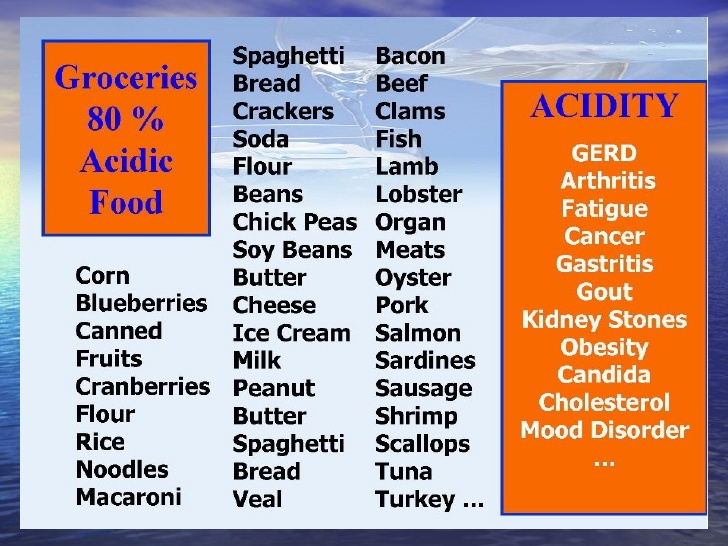 Groceries
80 %
Acidic
Food
Corn
Blueberries
Canned
Fruits
Cranberries
Flour
Rice
Noodles
Macaroni
Spaghetti
Bread
Crackers
Soda
Flour
Beans
Chick Peas
Soy Beans
Butter
Cheese
Ice Cream
Milk
Peanut
Butter
Spaghetti
Bread
Veal
Bacon
Beef
Clams
Fish
Lamb
Lobster
Organ
Meats
Oyster
Pork
Salmon
Sardines
Sausage
Shrimp
Scallops
Tuna
Turkey ...
ACIDITY
GERD
Arthritis
Fatigue
Cancer
Gastritis
Gout
Kidney Stones
Obesity
Candida
Cholesterol
Mood Disorder
...